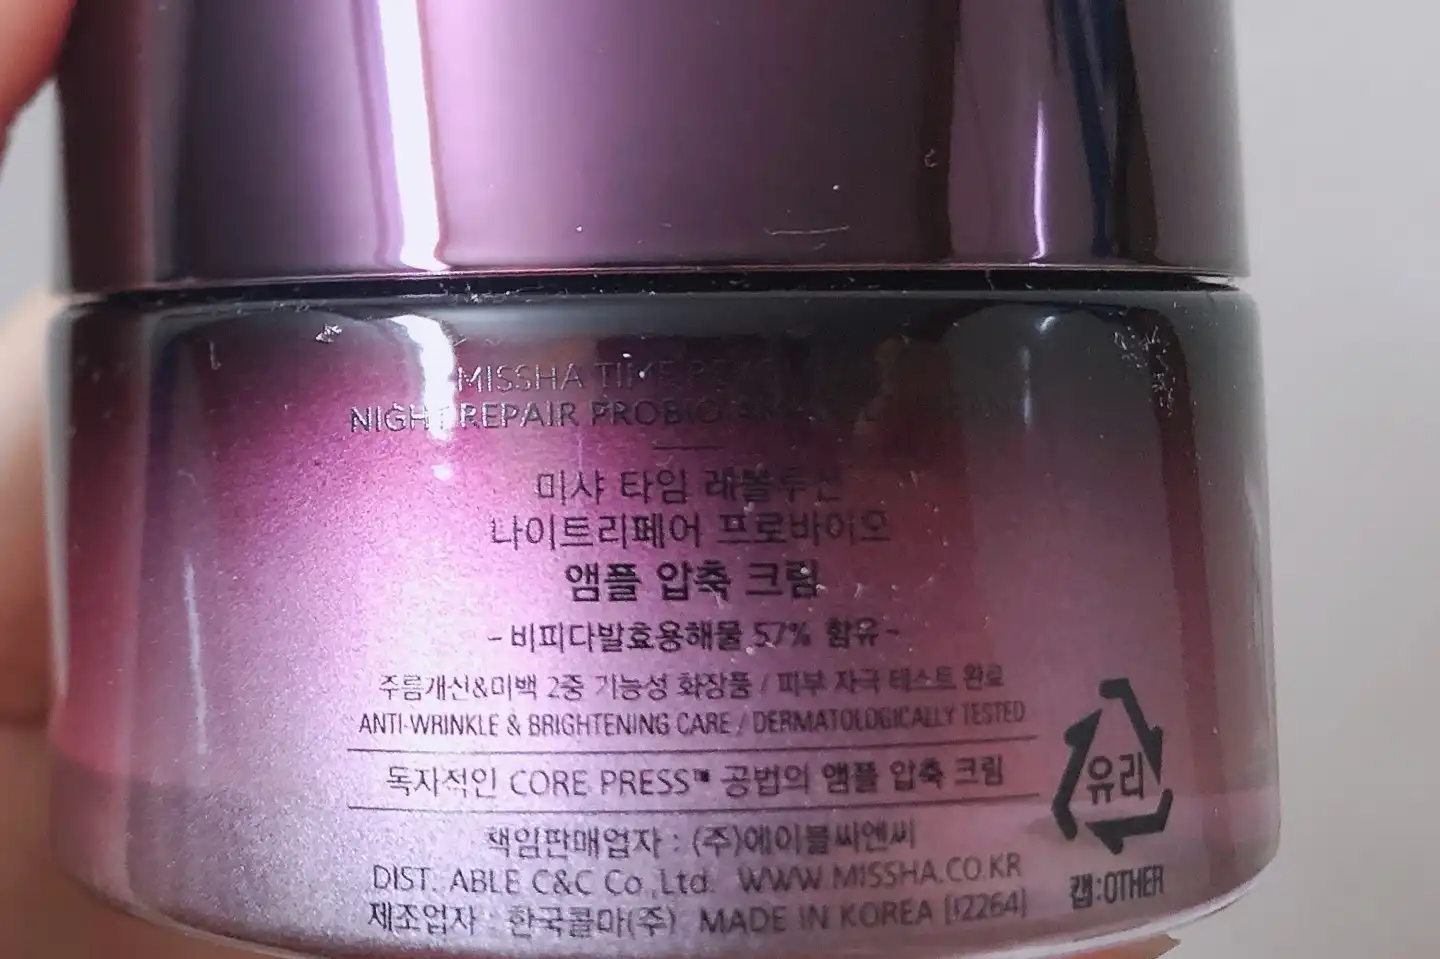 MISSHA TIME
NIGHT REPAIR PROBIO
미샤 타임 레볼루션
나이트리페어 프로바이오
앰플 압축 크림
-비피다발효용해물 57% 함유-
주름개선&미백 2중 기능성 화장품 / 피부 자극 테스트 완료
ANTI-WRINKLE & BRIGHTENING CARE / DERMATOLOGICALLY TESTED
독자적인 CORE PRESS™ 공법의 앰플 압축 크림
유리
책임판매업자 : (주)에이블씨엔씨
DIST. ABLE C&C Co.,Ltd. WWW.MISSHA.CO.KR
캡:OTHER
제조업자 : 한국콜마(주) MADE IN KOREA [12264]